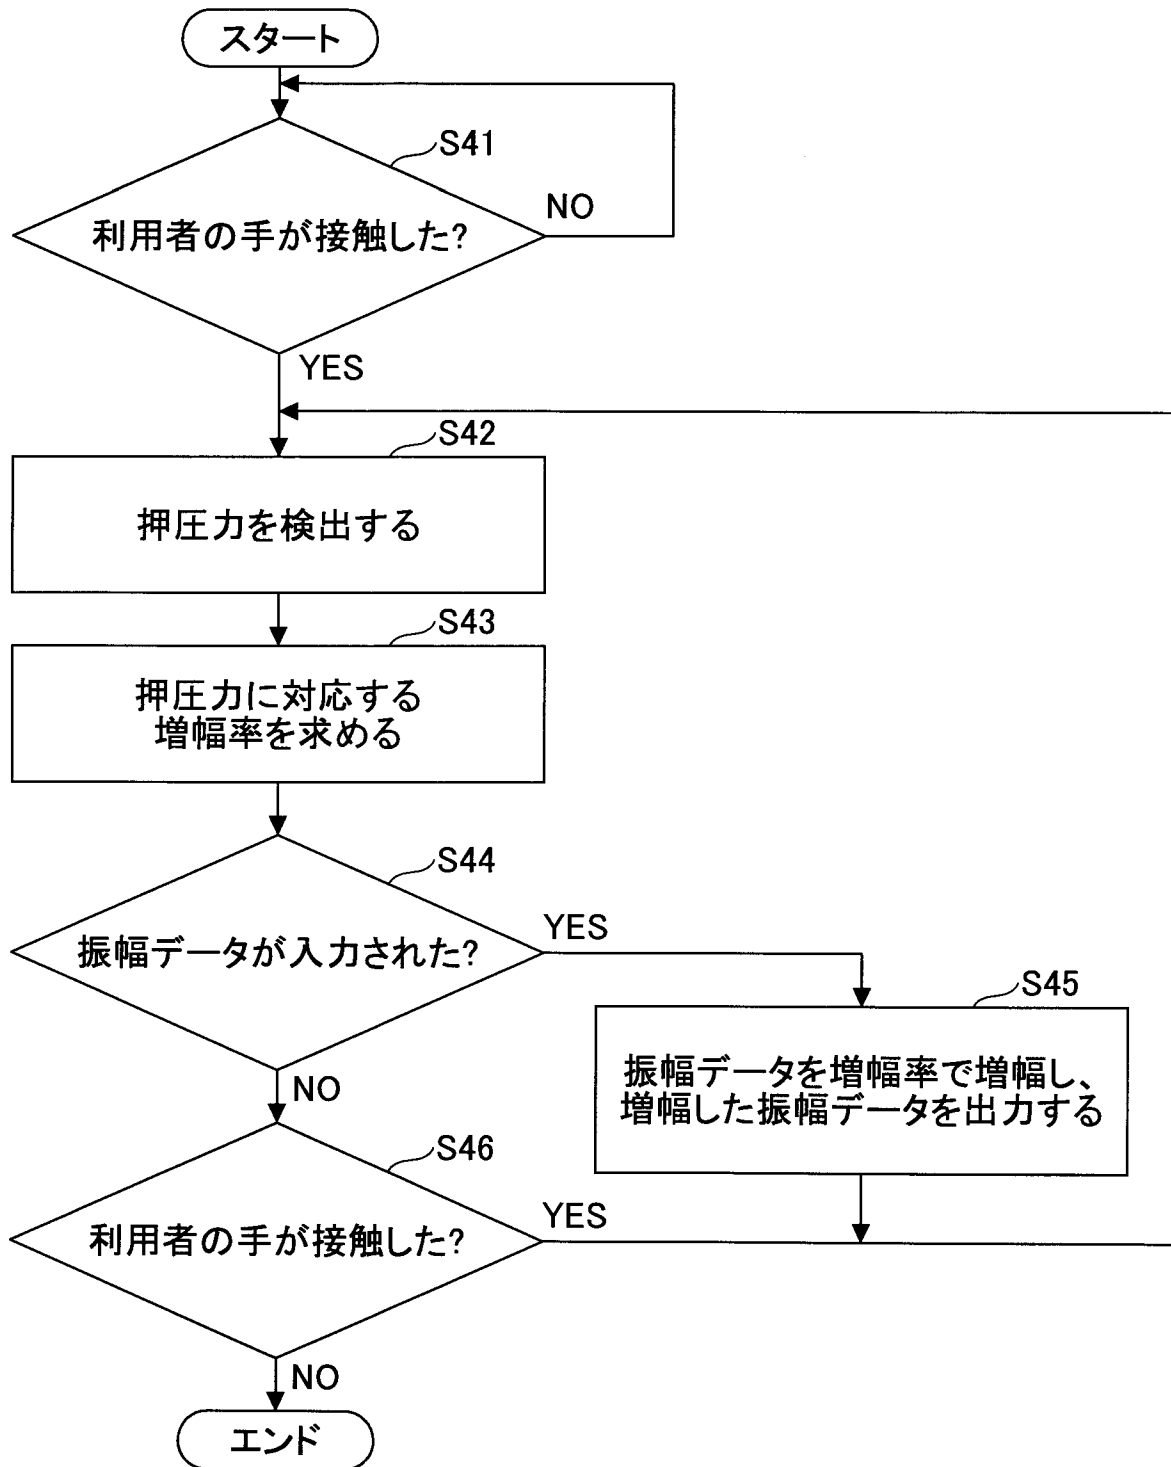 スタート
S41
利用者の手が接触した?
NO
YES
S42
押圧力を検出する
S43
押圧力に対応する
増幅率を求める
S44
振幅データが入力された?
YES
S45
振幅データを増幅率で増幅し、
増幅した振幅データを出力する
NO
S46
利用者の手が接触した?
YES
NO
エンド